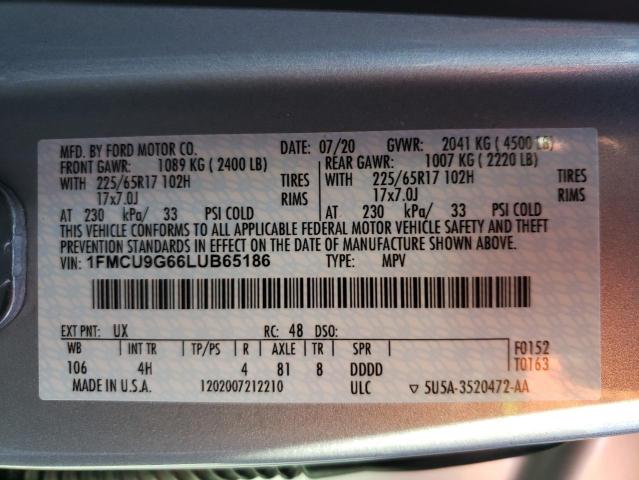 MFD. BY FORD MOTOR CO. DATE: 07/20 GVWR: 2041 KG ( 4500 LB)
FRONT GAWR: 1089 KG ( 2400 LB) REAR GAWR: 1007 KG ( 2220 LB)
WITH 225/65R17 102H TIRES WITH 225/65R17 102H TIRES
17x7.0J RIMS 17x7.0J RIMS
AT 230 kPa/ 33 PSI COLD AT 230 kPa/ 33 PSI COLD
THIS VEHICLE CONFORMS TO ALL APPLICABLE FEDERAL MOTOR VEHICLE SAFETY AND THEFT
PREVENTION STANDARDS IN EFFECT ON THE DATE OF MANUFACTURE SHOWN ABOVE.
VIN: 1FMCU9G66LUB65186 TYPE: MPV
EXT PNT: UX RC: 48 DSO:
WB INT TR TP/PS R AXLE TR SPR F0152
106 4H 4 81 8 DDDD T0163
MADE IN U.S.A. 1202007212210 ULC ▽ 5U5A-3520472-AA